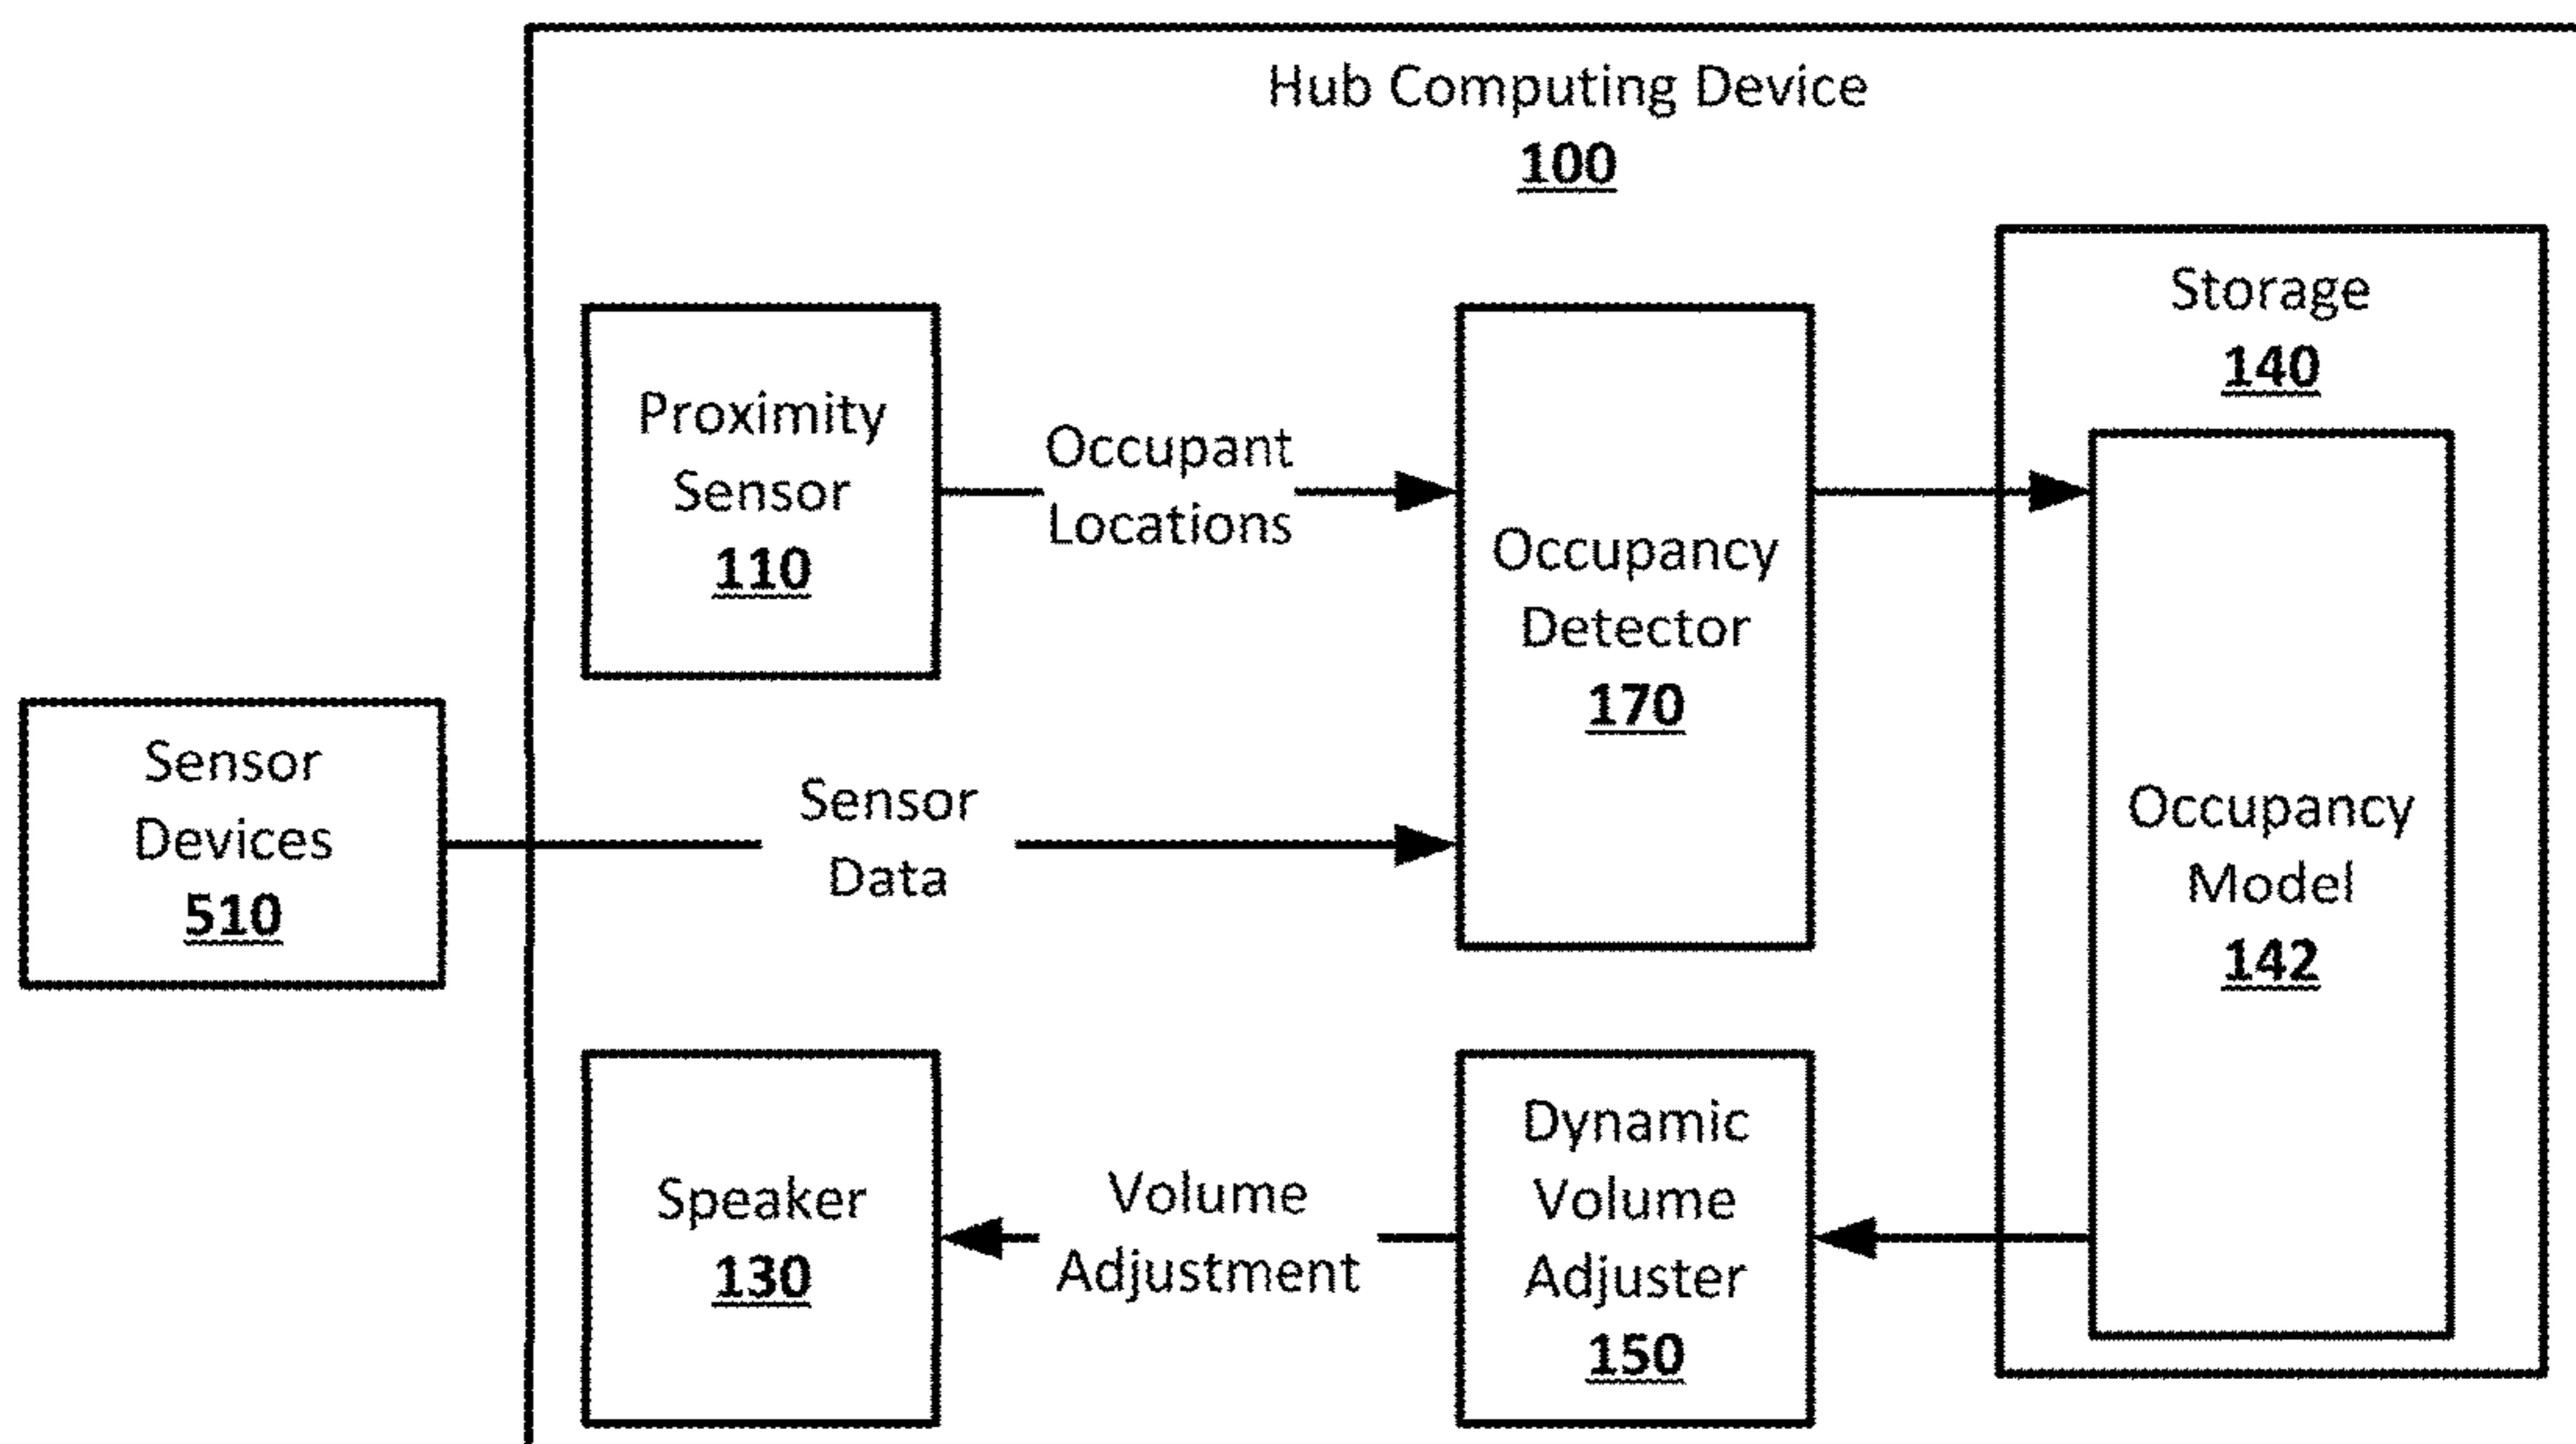 Hub Computing Device
100
Storage
140
Proximity
Sensor
110
Occupant
Locations
Occupancy
Detector
170
Sensor
Devices
510
Sensor
Data
Occupancy
Model
142
Speaker
130
Volume
Adjustment
Dynamic
Volume
Adjuster
150